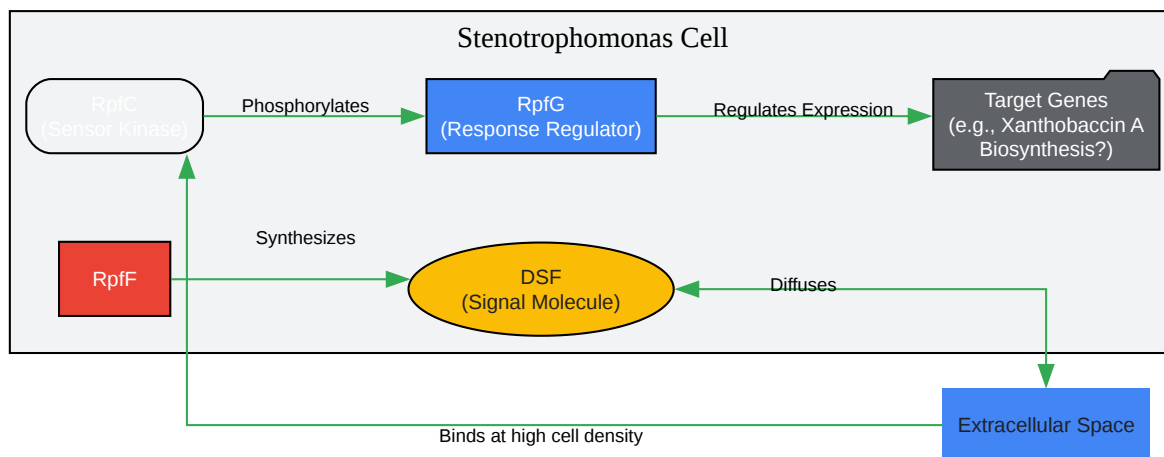 Stenotrophomonas Cell
RpfC
(Sensor Kinase)
Phosphorylates
RpfG
(Response Regulator)
Regulates Expression
Target Genes
(e.g., Xanthobaccin A
Biosynthesis?)
RpfF
Synthesizes
DSF
(Signal Molecule)
Diffuses
Binds at high cell density
Extracellular Space